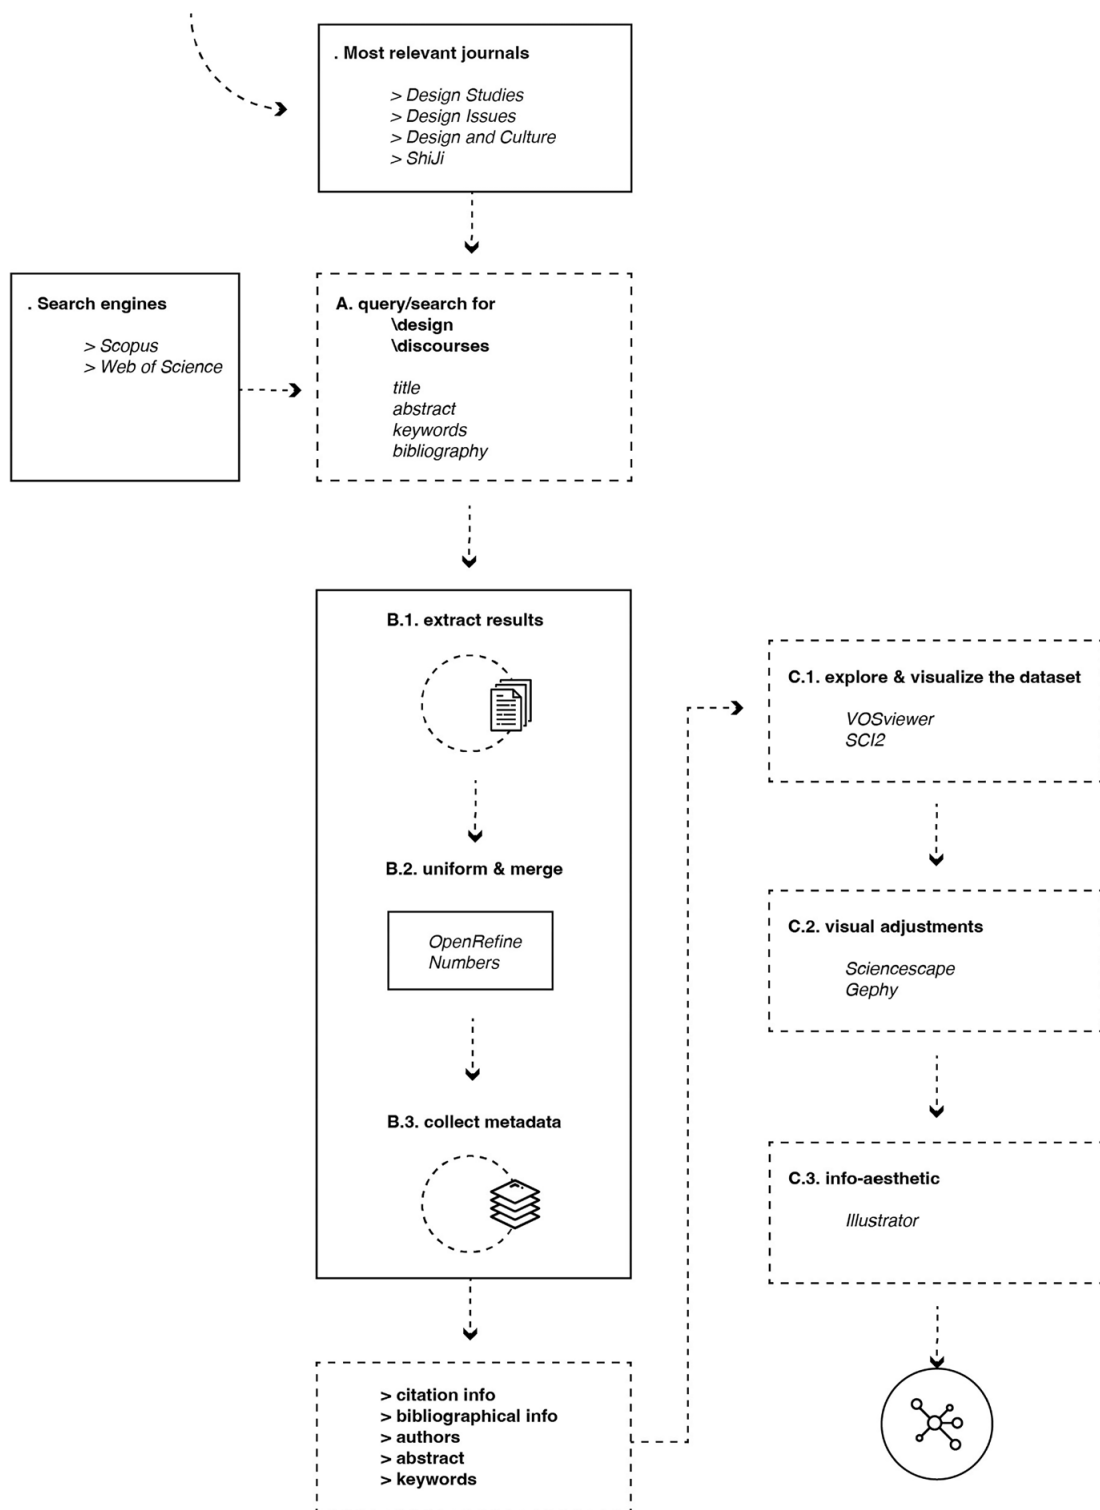 . Most relevant journals
> Design Studies
> Design Issues
> Design and Culture
> ShiJi
. Search engines
> Scopus
> Web of Science
A. query/search for
\design
\discourses
title
abstract
keywords
bibliography
B.1. extract results
B.2. uniform & merge
OpenRefine
Numbers
B.3. collect metadata
> citation info
> bibliographical info
> authors
> abstract
> keywords
C.1. explore & visualize the dataset
VOSviewer
SCI2
C.2. visual adjustments
Sciencescape
Gephy
C.3. info-aesthetic
Illustrator